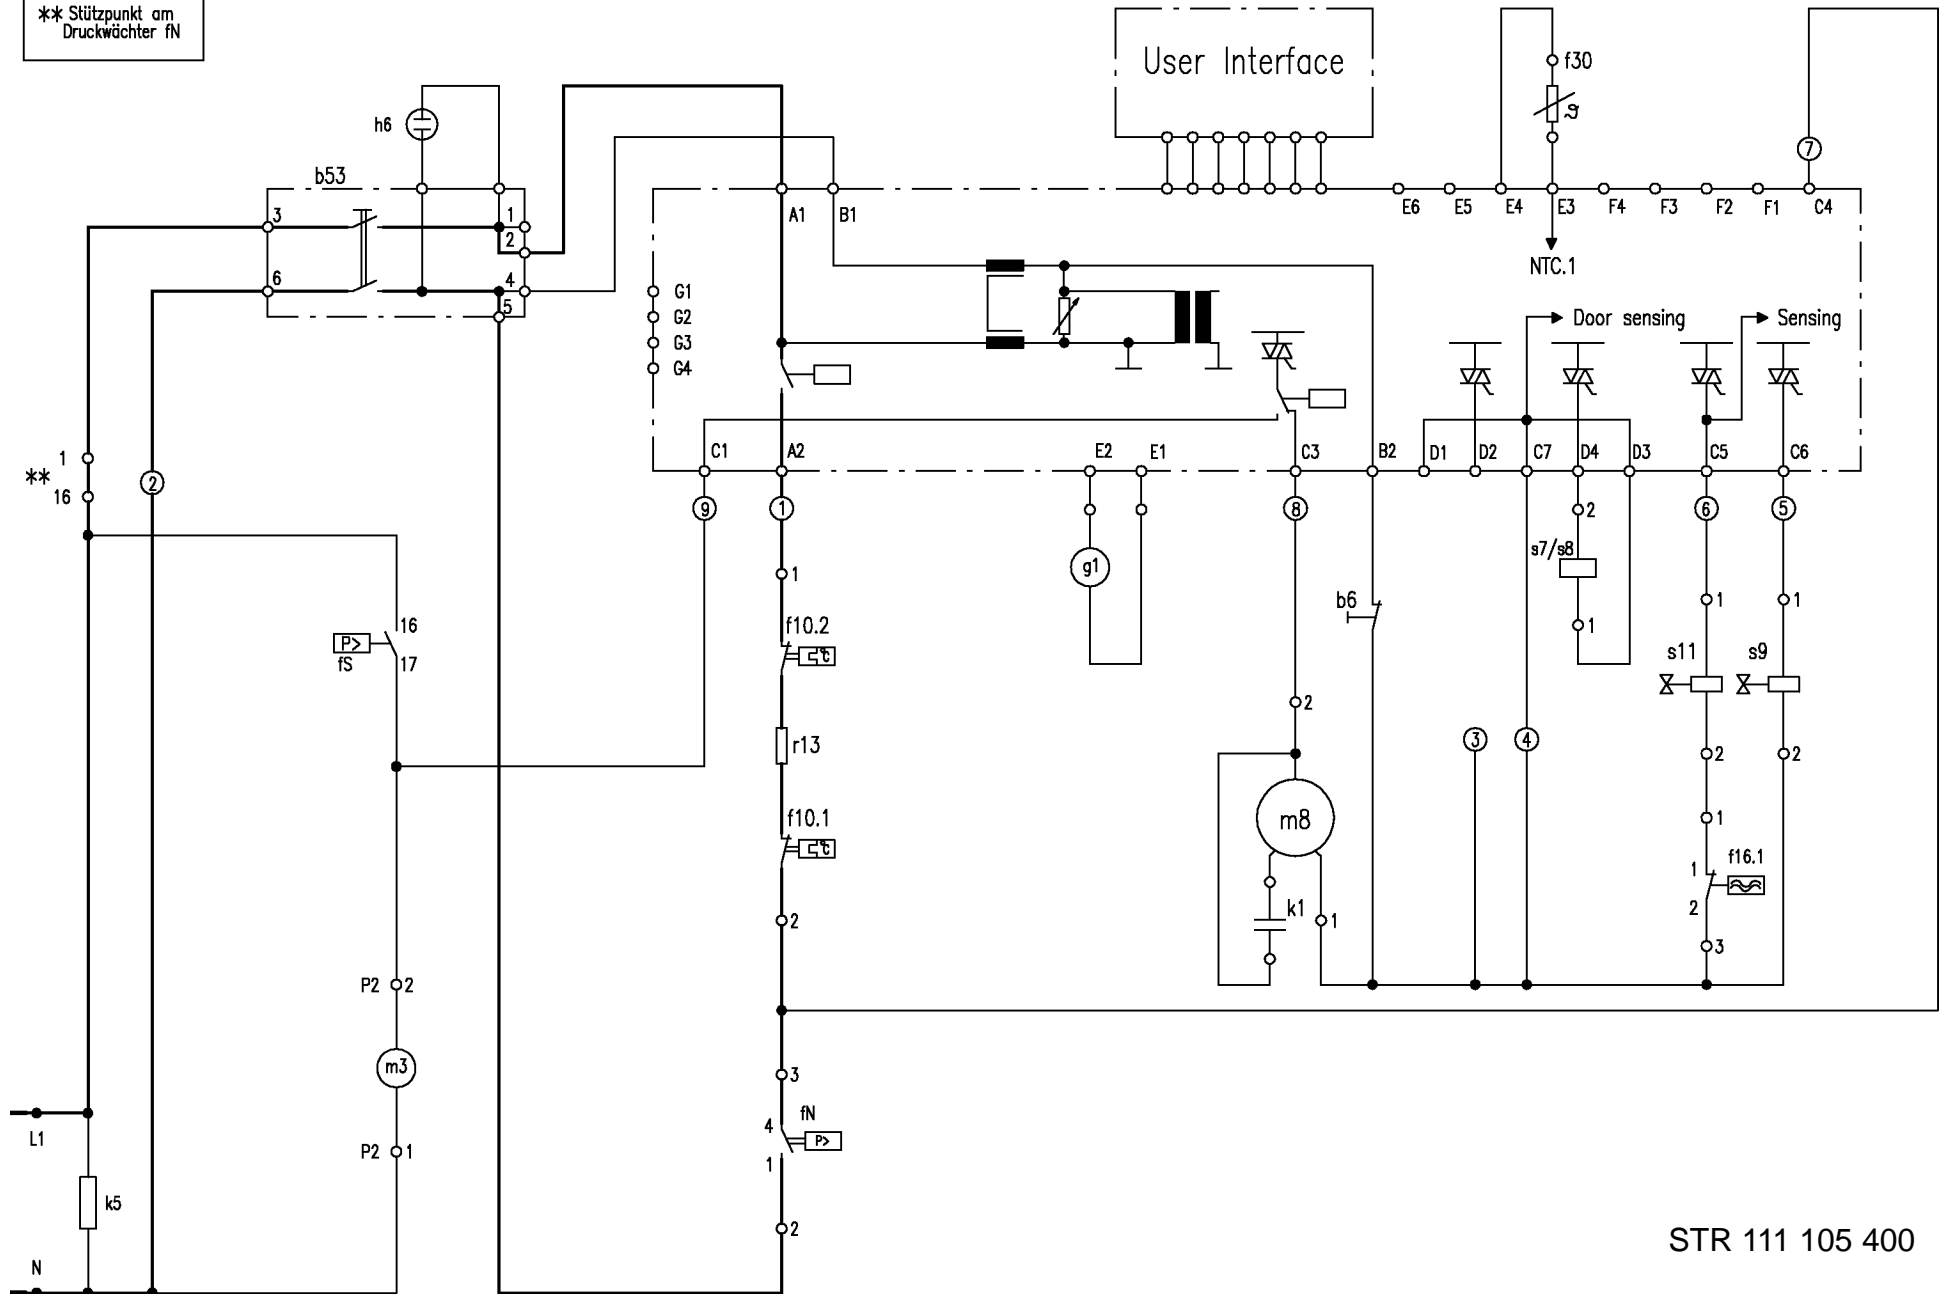 ** Stützpunkt am
Druckwächter fN
User Interface
f30
ϑ
7
h6
b53
3
1
2
6
4
5
A1
B1
E6
E5
E4
E3
F4
F3
F2
F1
C4
NTC.1
G1
G2
G3
G4
Door sensing
Sensing
C1
A2
E2
E1
C3
B2
D1
D2
C7
D4
D3
C5
C6
1
**
16
2
9
1
8
2
6
5
1
g1
s7/s8
b6
1
1
1
16
P>
fS
17
f10.2
°C
s11
s9
2
r13
3
4
2
2
f10.1
°C
m8
1
1
f16.1
2
k1
2
1
3
P2
2
m3
3
fN
4
P>
1
L1
P2
1
k5
2
N
STR 111 105 400